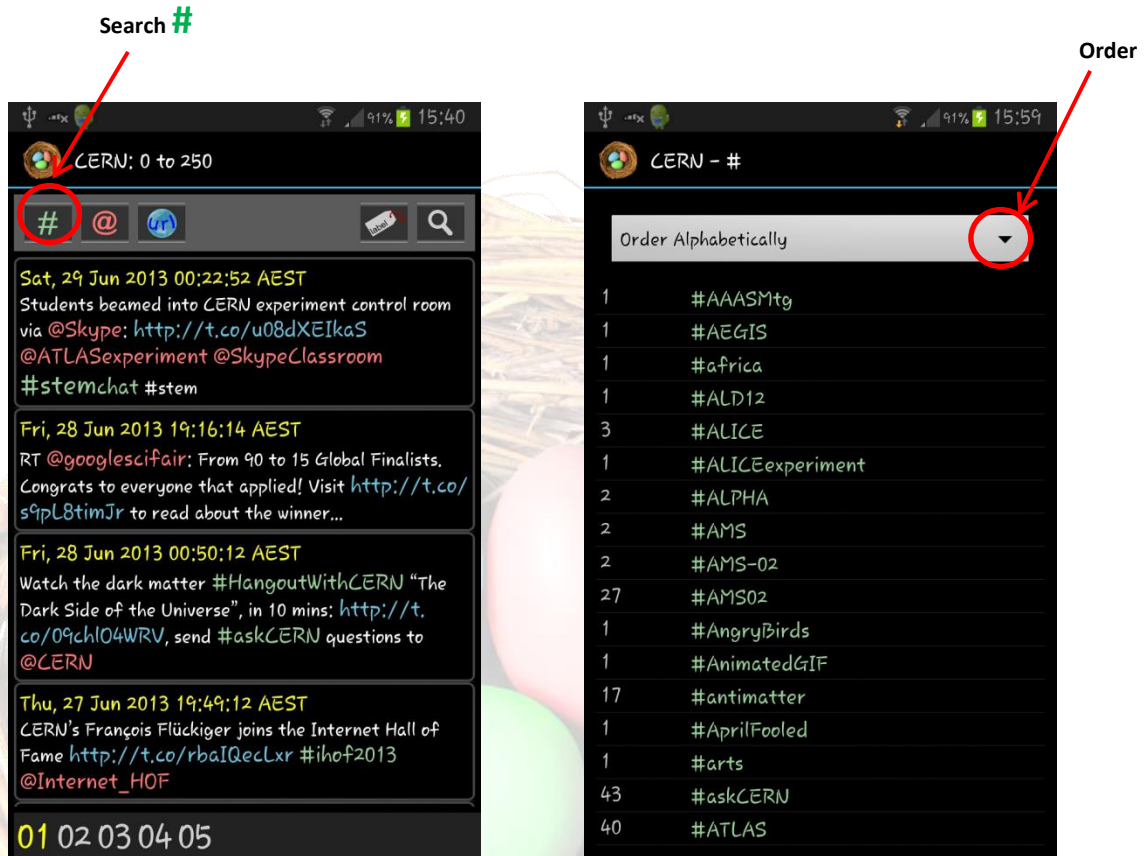 Search #
Order
91% 15:40
CERN: 0 to 250
# @ url label
Sat, 29 Jun 2013 00:22:52 AEST
Students beamed into CERN experiment control room
via @Skype: http://t.co/u08dXEIkaS
@ATLASexperiment @SkypeClassroom
#stemchat #stem
Fri, 28 Jun 2013 19:16:14 AEST
RT @googlescifair: From 90 to 15 Global Finalists.
Congrats to everyone that applied! Visit http://t.co/
s9pL8timJr to read about the winner...
Fri, 28 Jun 2013 00:50:12 AEST
Watch the dark matter #HangoutWithCERN “The
Dark Side of the Universe”, in 10 mins: http://t.
co/09chlO4WRV, send #askCERN questions to
@CERN
Thu, 27 Jun 2013 19:49:12 AEST
CERN’s François Flückiger joins the Internet Hall of
Fame http://t.co/rbaIQecLxr #ihof2013
@Internet_HOF
01 02 03 04 05
91% 15:59
CERN - #
Order Alphabetically
1 #AAASMtg
1 #AEGIS
1 #africa
1 #ALD12
3 #ALICE
1 #ALICEexperiment
2 #ALPHA
2 #AMS
2 #AMS-02
27 #AMS02
1 #AngryBirds
1 #AnimatedGIF
17 #antimatter
1 #AprilFooled
1 #arts
43 #askCERN
40 #ATLAS